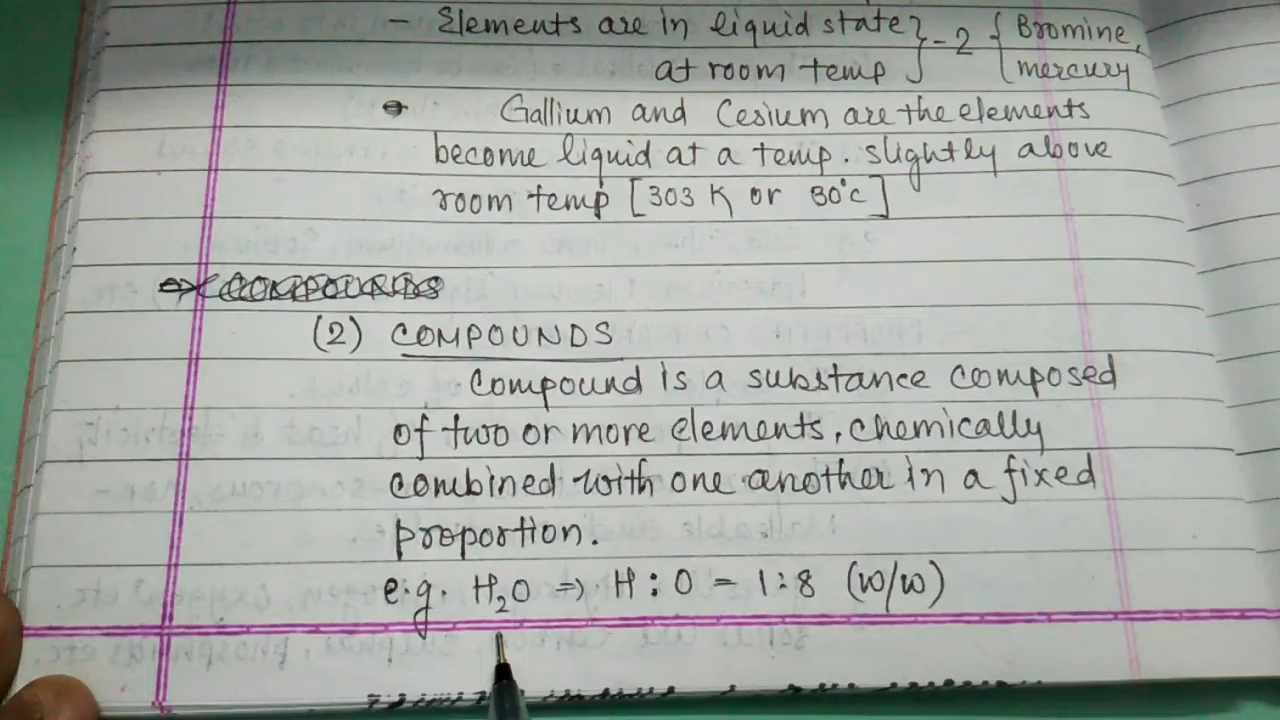 - Elements are in liquid state } - 2 { Bromine,
at room temp mercury
Gallium and Cesium are the elements
become liquid at a temp. slightly above
room temp [303 K or 30°C]
(2) COMPOUNDS
Compound is a substance composed
of two or more elements, chemically
combined with one another in a fixed
proportion.
e.g. H₂O ⇒ H : O - 1:8 (w/w)